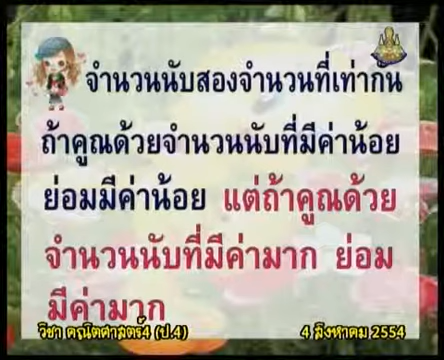 จำนวนนับสองจำนวนที่เท่ากัน
ถ้าคูณด้วยจำนวนนับที่มีค่าน้อย
ย่อมมีค่าน้อย แต่ถ้าคูณด้วย
จำนวนนับที่มีค่ามาก ย่อม
มีค่ามาก
วิชา คณิตศาสตร์4 (ป.4) 4 สิงหาคม 2554